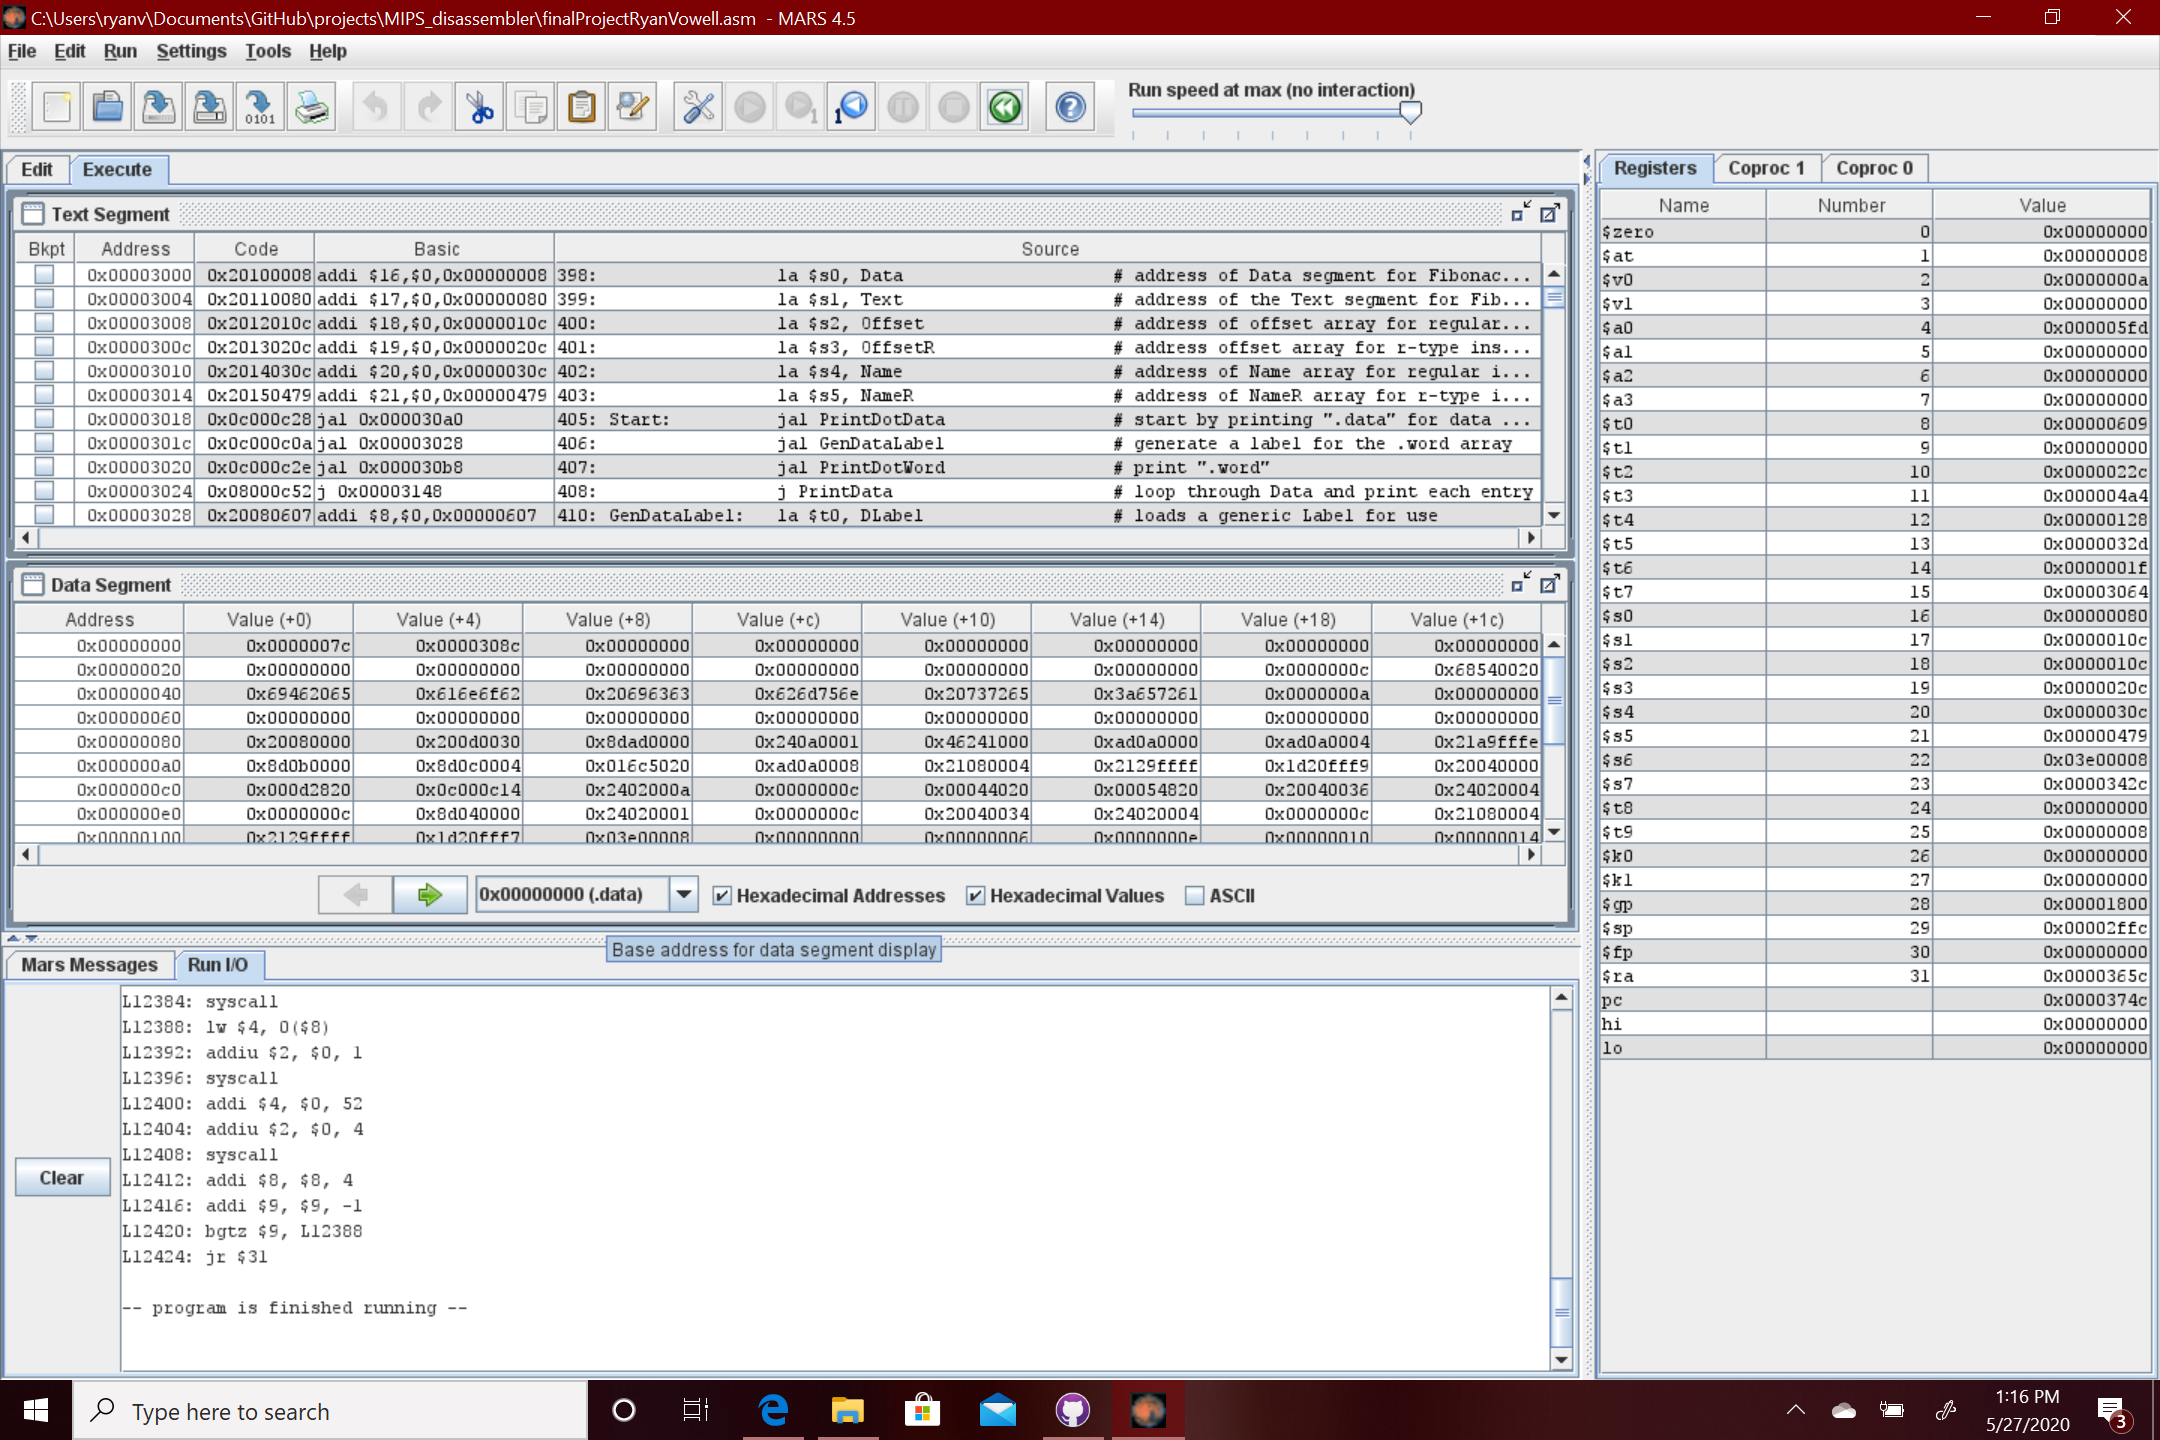 C:\Users\ryanv\Documents\GitHub\projects\MIPS_disassembler\finalProjectRyanVowell.asm - MARS 4.5
File Edit Run Settings Tools Help
Run speed at max (no interaction)
Edit Execute
Text Segment
Bkpt Address Code Basic Source
0x00003000 0x20100008 addi $16,$0,0x00000008 398: la $s0, Data # address of Data segment for Fibonac...
0x00003004 0x20110080 addi $17,$0,0x00000080 399: la $s1, Text # address of the Text segment for Fib...
0x00003008 0x2012010c addi $18,$0,0x0000010c 400: la $s2, Offset # address of offset array for regular...
0x0000300c 0x2013020c addi $19,$0,0x0000020c 401: la $s3, OffsetR # address offset array for r-type ins...
0x00003010 0x2014030c addi $20,$0,0x0000030c 402: la $s4, Name # address of Name array for regular i...
0x00003014 0x20150479 addi $21,$0,0x00000479 403: la $s5, NameR # address of NameR array for r-type i...
0x00003018 0x0c000c28 jal 0x000030a0 405: Start: jal PrintDotData # start by printing ".data" for data ...
0x0000301c 0x0c000c0a jal 0x00003028 406: jal GenDataLabel # generate a label for the .word array
0x00003020 0x0c000c2e jal 0x000030b8 407: jal PrintDotWord # print ".word"
0x00003024 0x08000c52 j 0x00003148 408: j PrintData # loop through Data and print each entry
0x00003028 0x20080607 addi $8,$0,0x00000607 410: GenDataLabel: la $t0, DLabel # loads a generic Label for use
Data Segment
Address Value (+0) Value (+4) Value (+8) Value (+c) Value (+10) Value (+14) Value (+18) Value (+1c)
0x00000000 0x0000007c 0x0000308c 0x00000000 0x00000000 0x00000000 0x00000000 0x00000000 0x00000000
0x00000020 0x00000000 0x00000000 0x00000000 0x00000000 0x00000000 0x00000000 0x0000000c 0x68540020
0x00000040 0x69462065 0x616e6f62 0x20696363 0x626d756e 0x20737265 0x3a657261 0x0000000a 0x00000000
0x00000060 0x00000000 0x00000000 0x00000000 0x00000000 0x00000000 0x00000000 0x00000000 0x00000000
0x00000080 0x20080000 0x200d0030 0x8dad0000 0x240a0001 0x46241000 0xad0a0000 0xad0a0004 0x21a9fffe
0x000000a0 0x8d0b0000 0x8d0c0004 0x016c5020 0xad0a0008 0x21080004 0x2129ffff 0x1d20fff9 0x20040000
0x000000c0 0x000d2820 0x0c000c14 0x2402000a 0x0000000c 0x00044020 0x00054820 0x20040036 0x24020004
0x000000e0 0x0000000c 0x8d040000 0x24020001 0x0000000c 0x20040034 0x24020004 0x0000000c 0x21080004
0x00000100 0x2129ffff 0x1d20fff7 0x03e00008 0x00000000 0x00000006 0x0000000e 0x00000010 0x00000014
0x00000000 (.data) Hexadecimal Addresses Hexadecimal Values ASCII
Base address for data segment display
Mars Messages Run I/O
L12384: syscall
L12388: lw $4, 0($8)
L12392: addiu $2, $0, 1
L12396: syscall
L12400: addi $4, $0, 52
L12404: addiu $2, $0, 4
L12408: syscall
L12412: addi $8, $8, 4
L12416: addi $9, $9, -1
L12420: bgtz $9, L12388
L12424: jr $31
-- program is finished running --
Clear
Registers Coproc 1 Coproc 0
Name Number Value
$zero 0 0x00000000
$at 1 0x00000008
$v0 2 0x0000000a
$v1 3 0x00000000
$a0 4 0x000005fd
$a1 5 0x00000000
$a2 6 0x00000000
$a3 7 0x00000000
$t0 8 0x00000609
$t1 9 0x00000000
$t2 10 0x0000022c
$t3 11 0x000004a4
$t4 12 0x00000128
$t5 13 0x0000032d
$t6 14 0x0000001f
$t7 15 0x00003064
$s0 16 0x00000080
$s1 17 0x0000010c
$s2 18 0x0000010c
$s3 19 0x0000020c
$s4 20 0x0000030c
$s5 21 0x00000479
$s6 22 0x03e00008
$s7 23 0x0000342c
$t8 24 0x00000000
$t9 25 0x00000008
$k0 26 0x00000000
$k1 27 0x00000000
$gp 28 0x00001800
$sp 29 0x00002ffc
$fp 30 0x00000000
$ra 31 0x0000365c
pc 0x0000374c
hi 0x00000000
lo 0x00000000
Type here to search
1:16 PM
5/27/2020
3